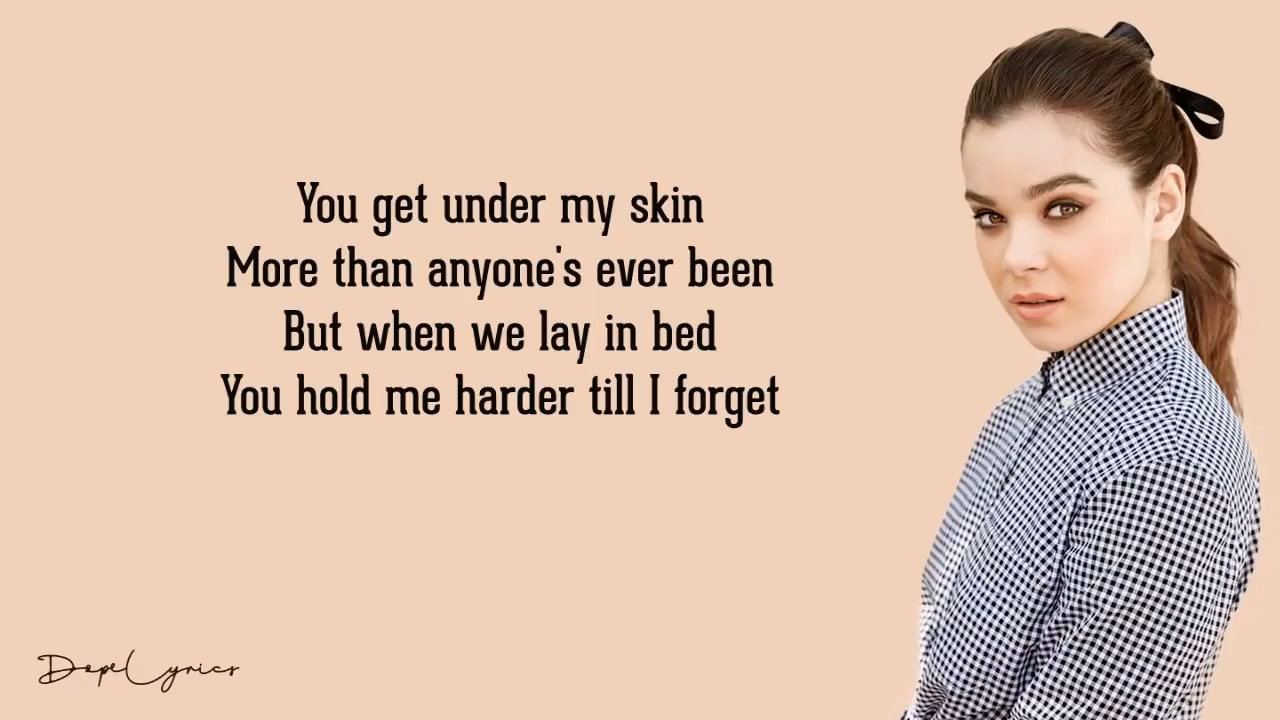 You get under my skin
More than anyone's ever been
But when we lay in bed
You hold me harder till I forget
DopeLyrics